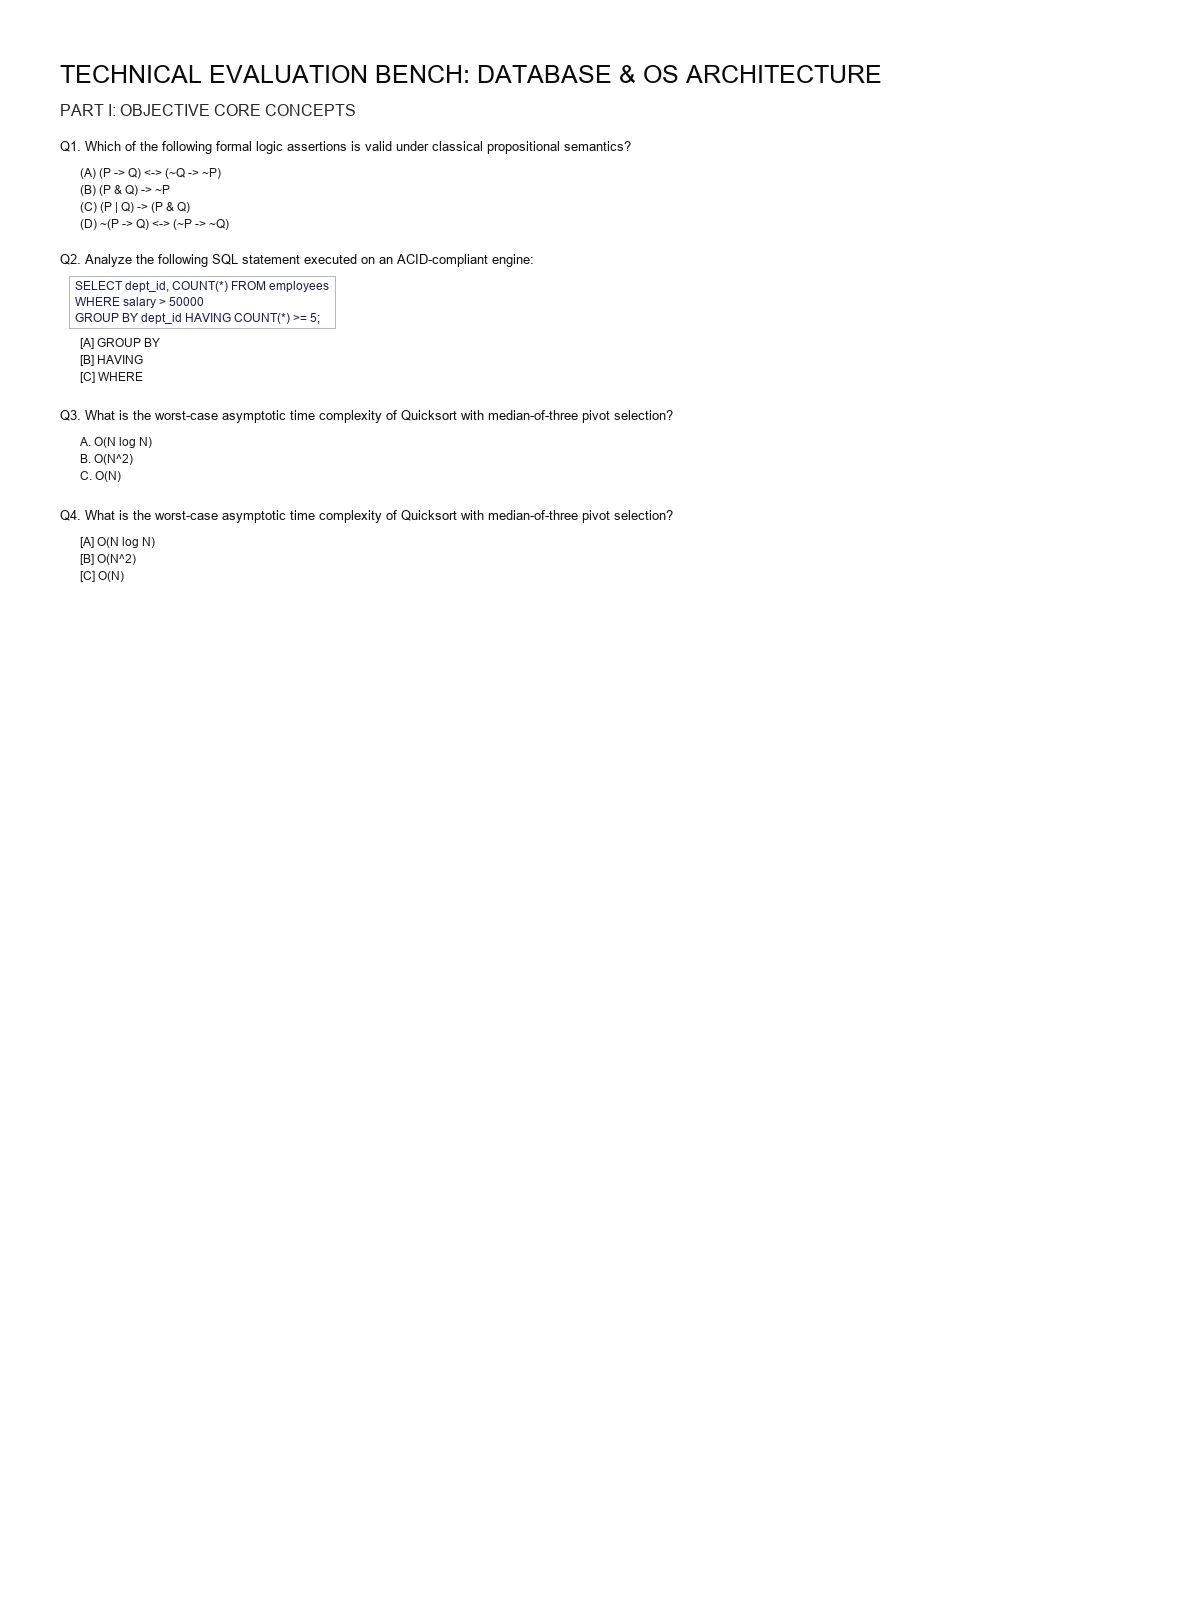 TECHNICAL EVALUATION BENCH: DATABASE & OS ARCHITECTURE
PART I: OBJECTIVE CORE CONCEPTS
Q1. Which of the following formal logic assertions is valid under classical propositional semantics?
(A) (P -> Q) <-> (~Q -> ~P)
(B) (P & Q) -> ~P
(C) (P | Q) -> (P & Q)
(D) ~(P -> Q) <-> (~P -> ~Q)
Q2. Analyze the following SQL statement executed on an ACID-compliant engine:
SELECT dept_id, COUNT(*) FROM employees
WHERE salary > 50000
GROUP BY dept_id HAVING COUNT(*) >= 5;
[A] GROUP BY
[B] HAVING
[C] WHERE
Q3. What is the worst-case asymptotic time complexity of Quicksort with median-of-three pivot selection?
A. O(N log N)
B. O(N^2)
C. O(N)
Q4. What is the worst-case asymptotic time complexity of Quicksort with median-of-three pivot selection?
[A] O(N log N)
[B] O(N^2)
[C] O(N)